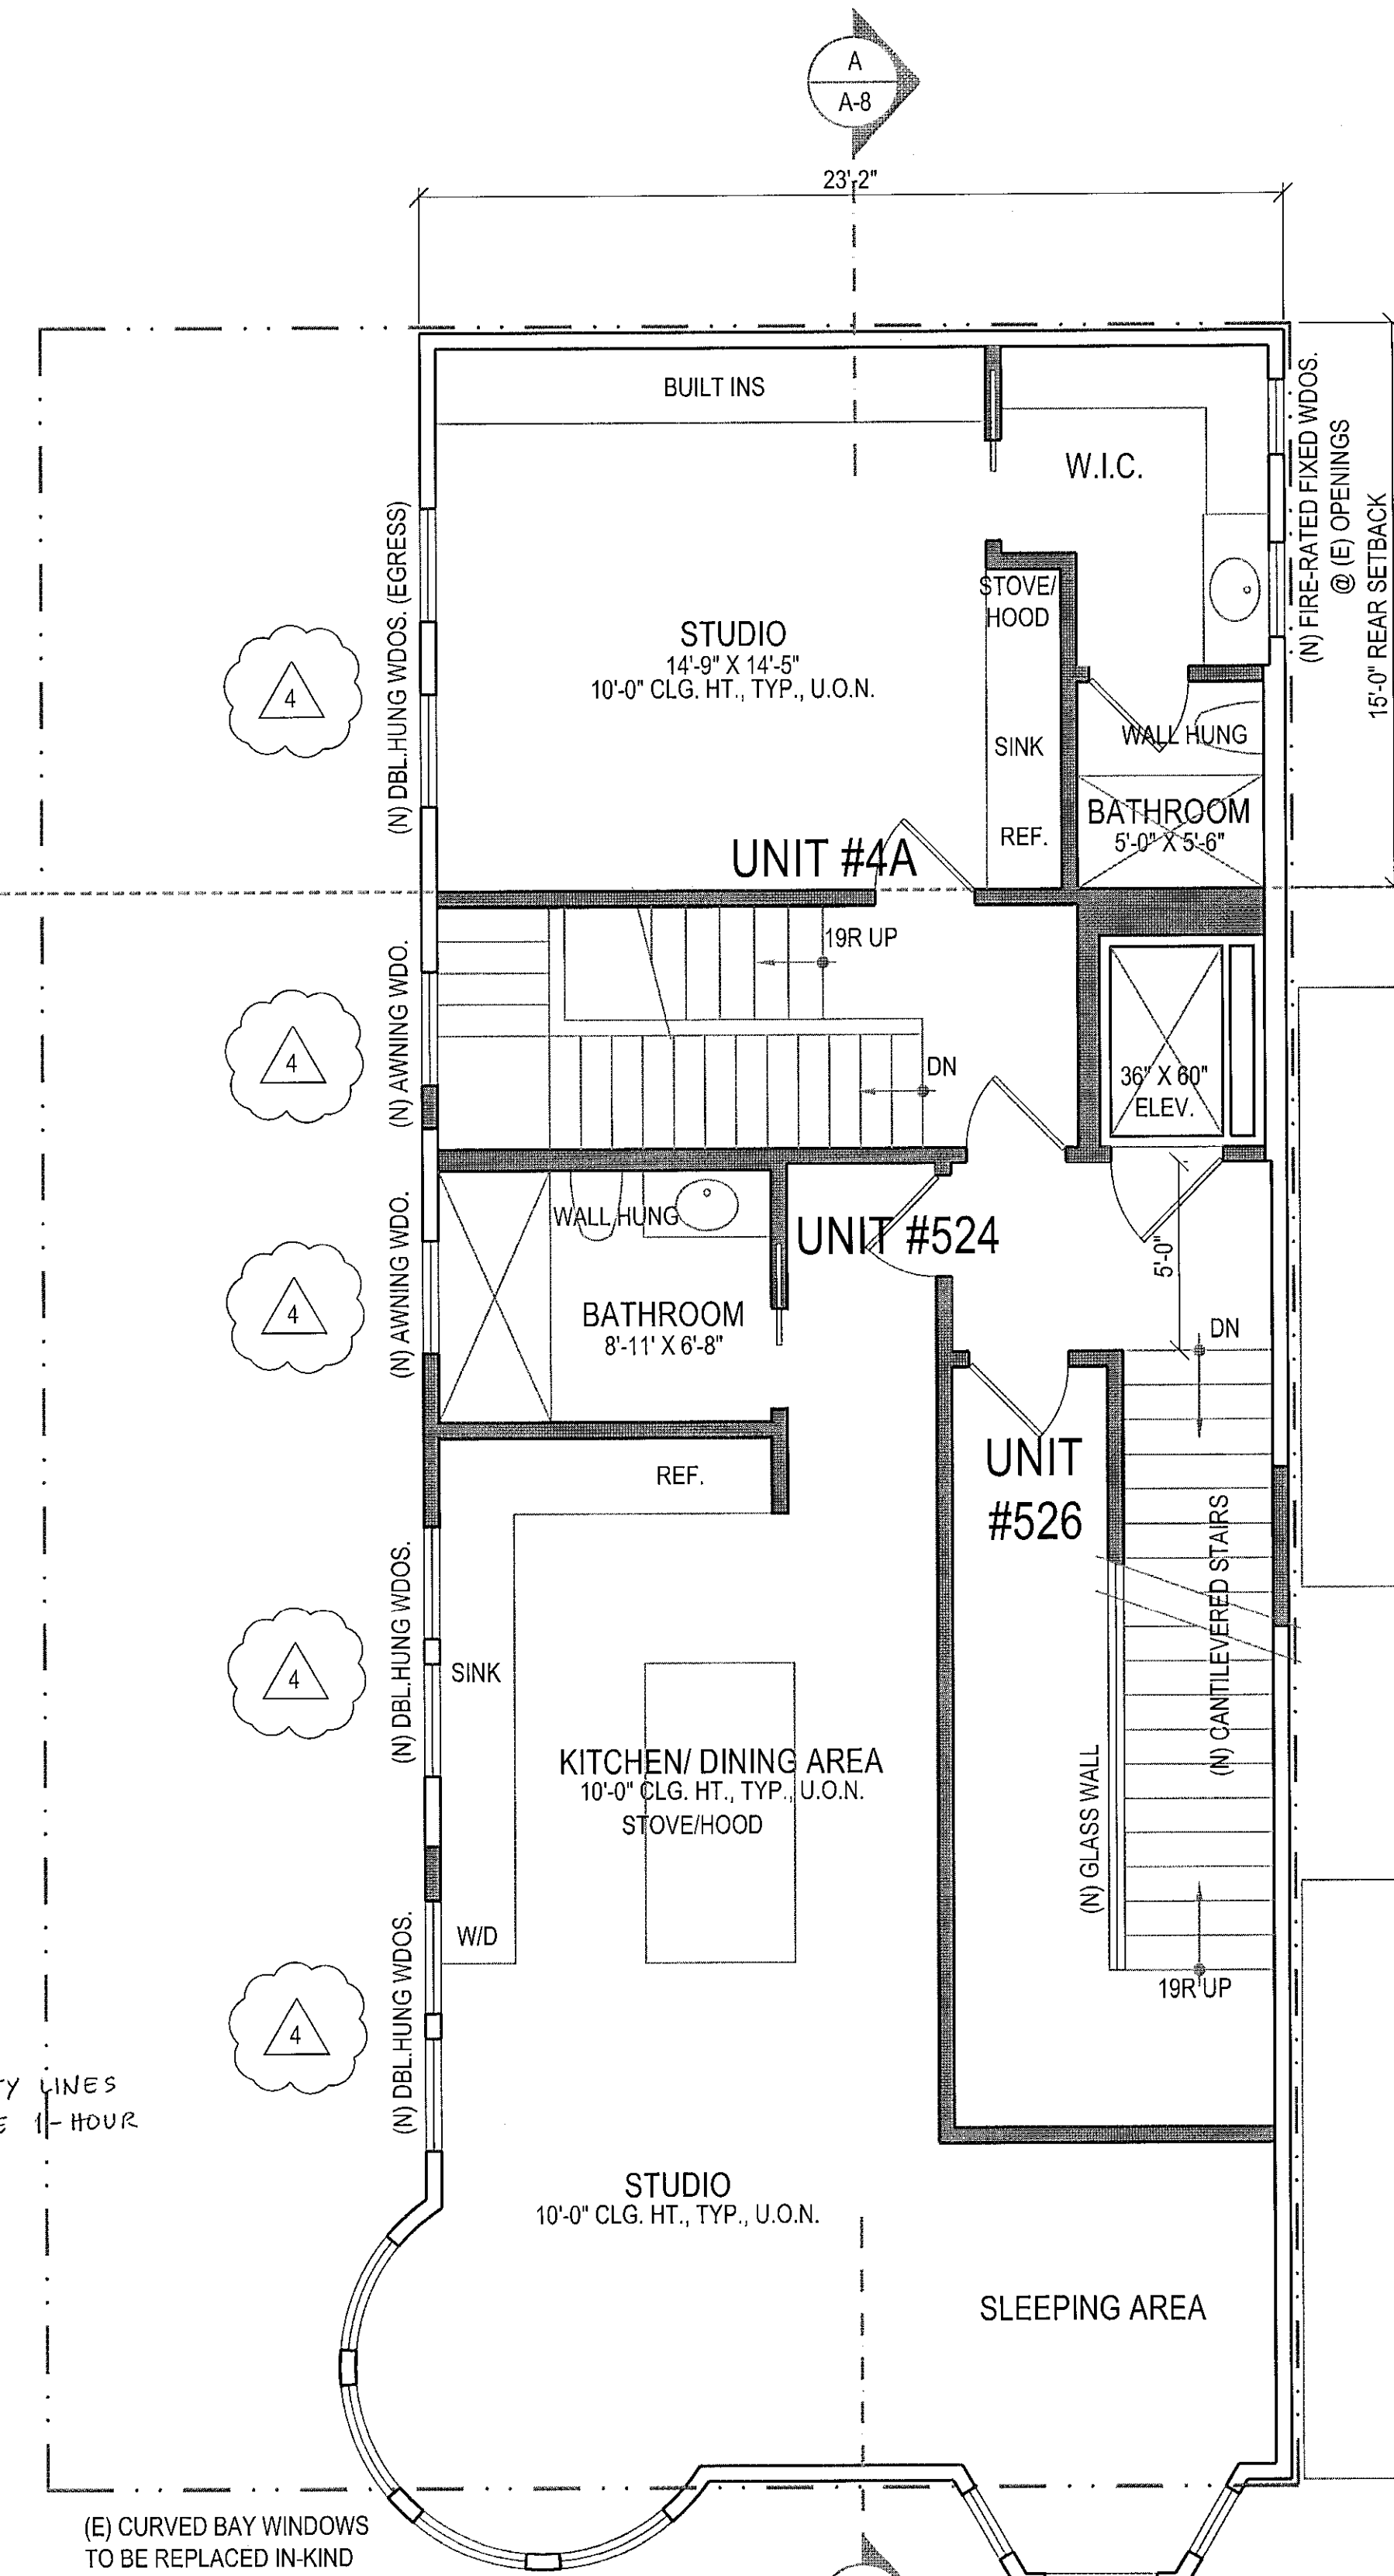 A
A-8
23'-2"
BUILT INS
W.I.C.
(N) FIRE-RATED FIXED WDOS.
@ (E) OPENINGS
15'-0" REAR SETBACK
(N) DBL.HUNG WDOS. (EGRESS)
4
STUDIO
14'-9" X 14'-5"
10'-0" CLG. HT., TYP., U.O.N.
STOVE/
HOOD
SINK
REF.
WALL HUNG
BATHROOM
5'-0" X 5'-6"
UNIT #4A
19R UP
DN
(N) AWNING WDO.
4
36" X 60"
ELEV.
(N) AWNING WDO.
4
WALL HUNG
BATHROOM
8'-11' X 6'-8"
UNIT #524
5'-0"
DN
REF.
UNIT
#526
(N) DBL.HUNG WDOS.
4
SINK
KITCHEN/ DINING AREA
10'-0" CLG. HT., TYP., U.O.N.
STOVE/HOOD
(N) CANTILEVERED STAIRS
(N) GLASS WALL
W/D
19R UP
(N) DBL.HUNG WDOS.
4
LINES
1-HOUR
STUDIO
10'-0" CLG. HT., TYP., U.O.N.
SLEEPING AREA
(E) CURVED BAY WINDOWS
TO BE REPLACED IN-KIND